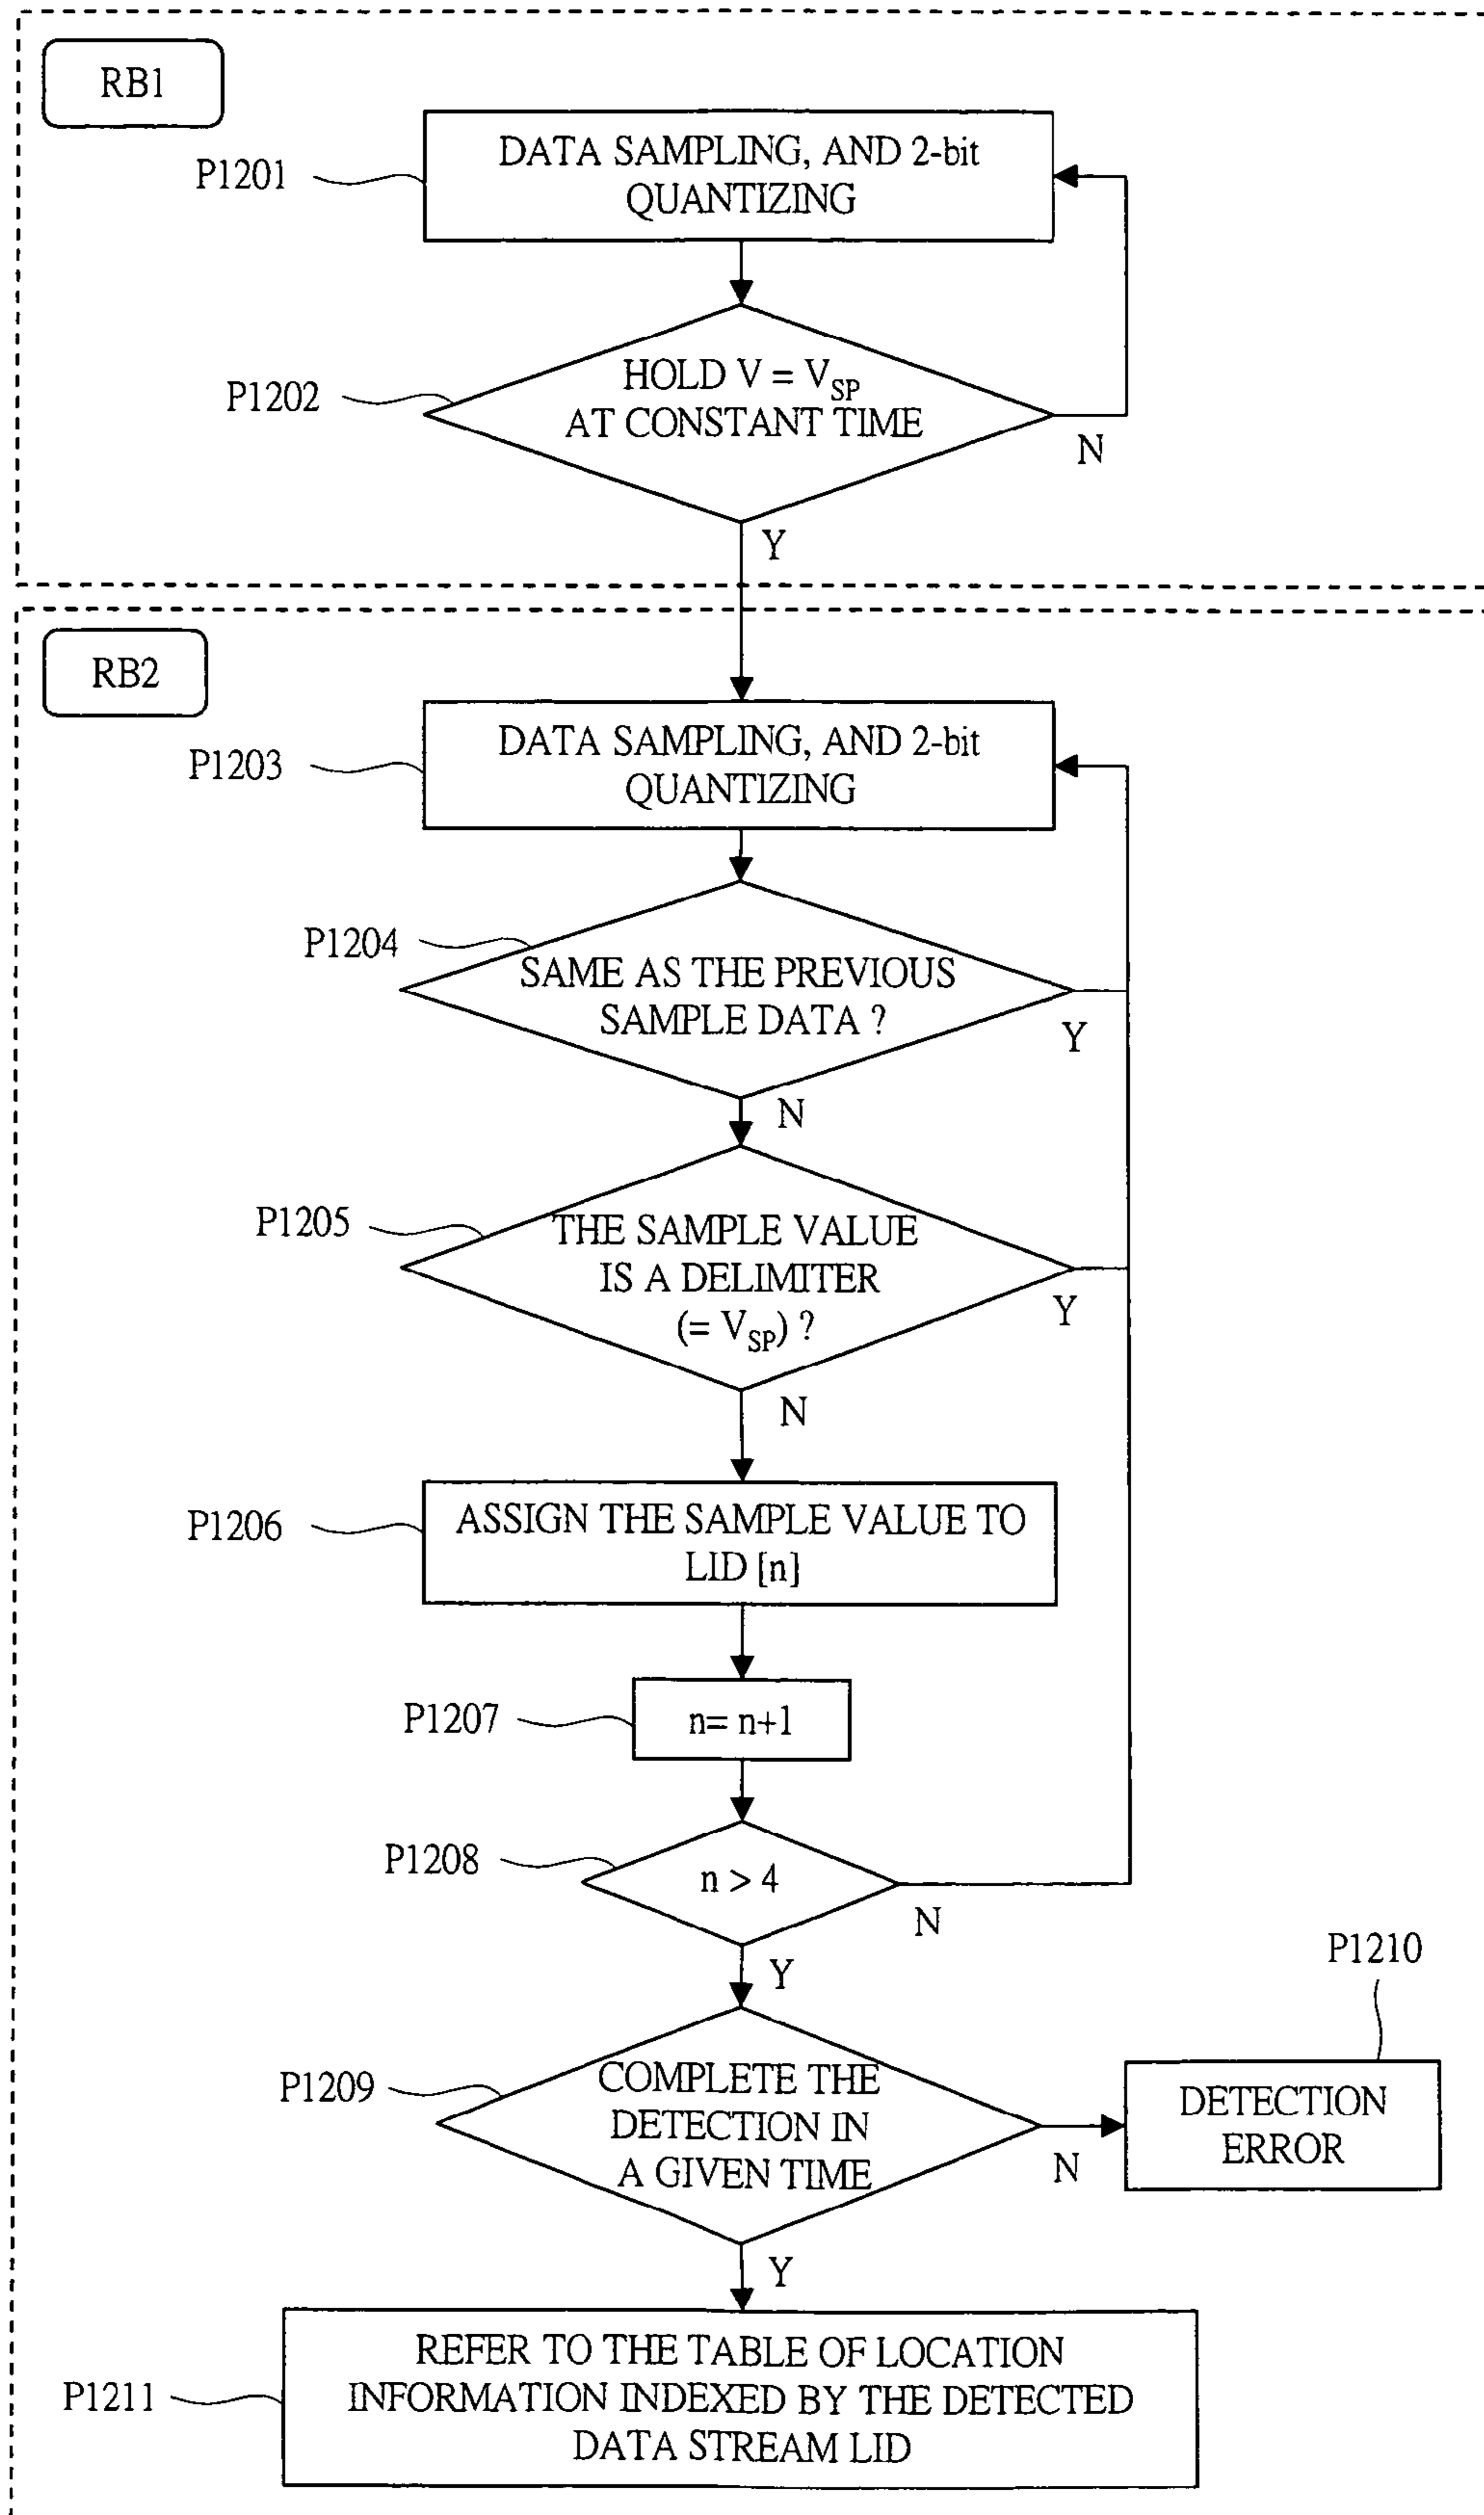 RB1
P1201
DATA SAMPLING, AND 2-bit
QUANTIZING
P1202
HOLD V = VSP
AT CONSTANT TIME
N
Y
RB2
P1203
DATA SAMPLING, AND 2-bit
QUANTIZING
P1204
SAME AS THE PREVIOUS
SAMPLE DATA ?
Y
N
P1205
THE SAMPLE VALUE
IS A DELIMITER
(= VSP) ?
Y
N
P1206
ASSIGN THE SAMPLE VALUE TO
LID [n]
P1207
n= n+1
P1208
n > 4
N
Y
P1209
COMPLETE THE
DETECTION IN
A GIVEN TIME
N
P1210
DETECTION
ERROR
Y
P1211
REFER TO THE TABLE OF LOCATION
INFORMATION INDEXED BY THE DETECTED
DATA STREAM LID